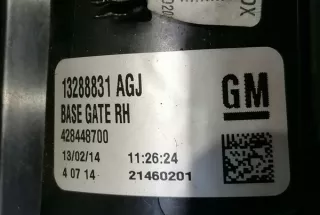 13288831 AGJ
BASE GATE RH
GM
428448700
13/02/14 11:26:24
4 07 14 21460201